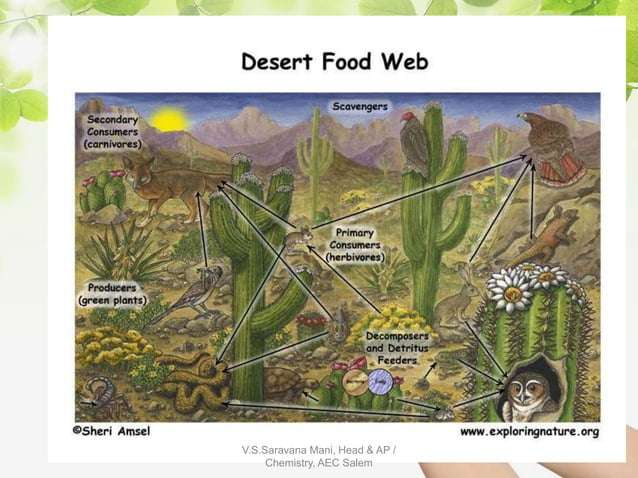 Desert Food Web
Scavengers
Secondary
Consumers
(carnivores)
Primary
Consumers
(herbivores)
Producers
(green plants)
Decomposers
and Detritus
Feeders
©Sheri Amsel
www.exploringnature.org
V.S.Saravana Mani, Head & AP /
Chemistry, AEC Salem